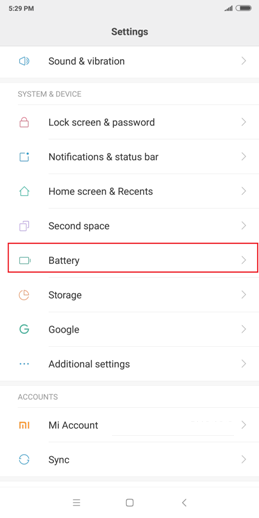 5:29 PM
Settings
Sound & vibration
SYSTEM & DEVICE
Lock screen & password
Notifications & status bar
Home screen & Recents
Second space
Battery
Storage
Google
Additional settings
ACCOUNTS
Mi Account
Sync